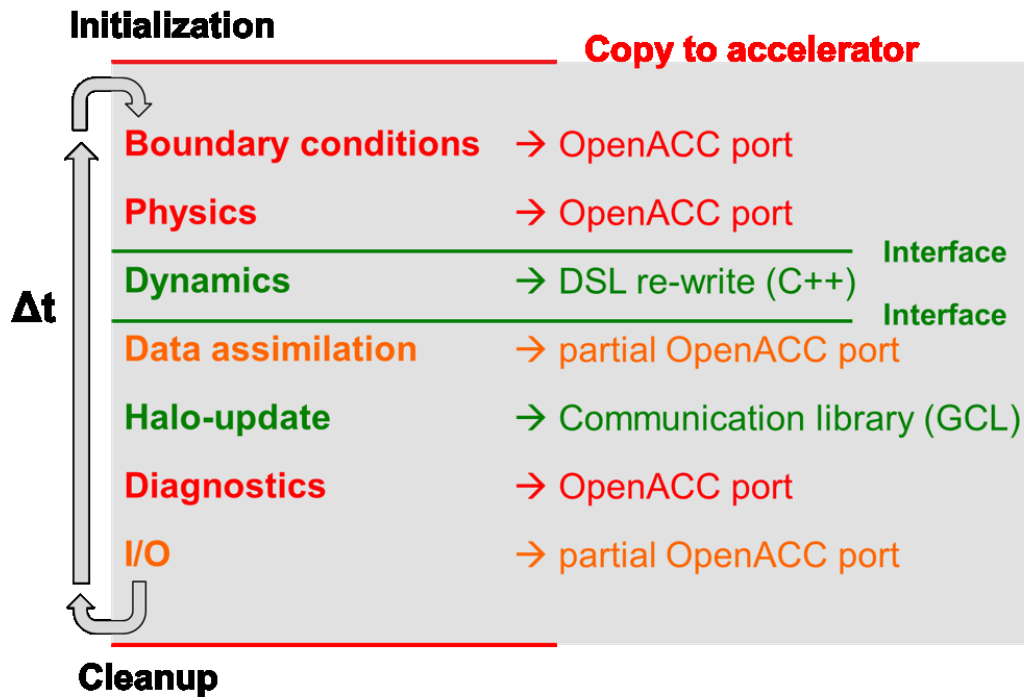 Initialization
Copy to accelerator
Boundary conditions → OpenACC port
Physics → OpenACC port
Interface
Dynamics → DSL re-write (C++)
Δt
Interface
Data assimilation → partial OpenACC port
Halo-update → Communication library (GCL)
Diagnostics → OpenACC port
I/O → partial OpenACC port
Cleanup